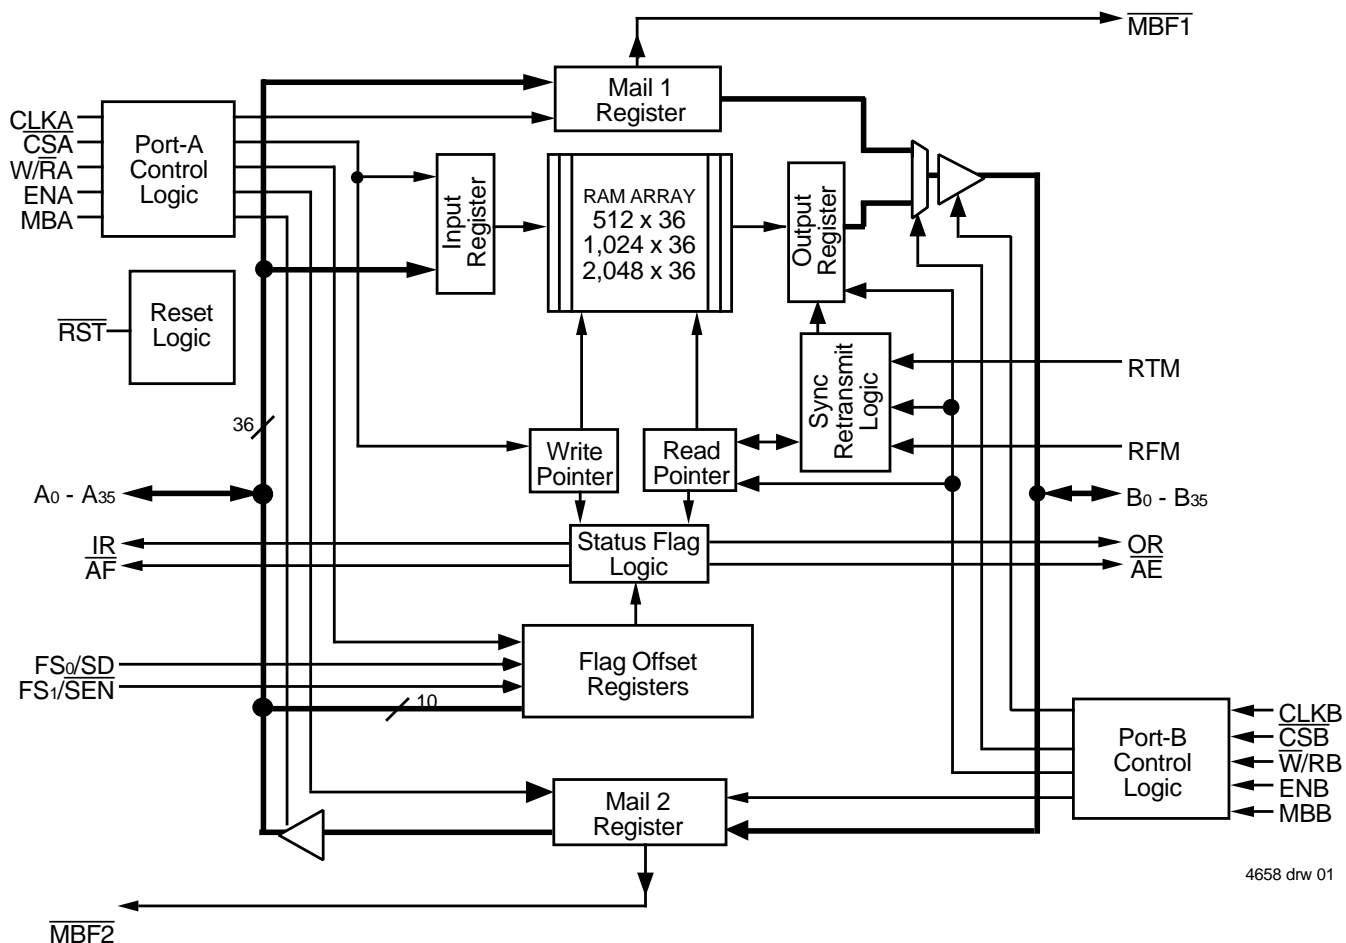 MBF1
Mail 1
Register
CLKA
CSA
W/RA
ENA
MBA
Port-A
Control
Logic
Input
Register
RAM ARRAY
512 x 36
1,024 x 36
2,048 x 36
Output
Register
RST
Reset
Logic
Sync
Retransmit
Logic
RTM
RFM
36
Write
Pointer
Read
Pointer
A0 - A35
B0 - B35
IR
AF
Status Flag
Logic
OR
AE
FS0/SD
FS1/SEN
Flag Offset
Registers
10
Port-B
Control
Logic
CLKB
CSB
W/RB
ENB
MBB
Mail 2
Register
MBF2
4658 drw 01